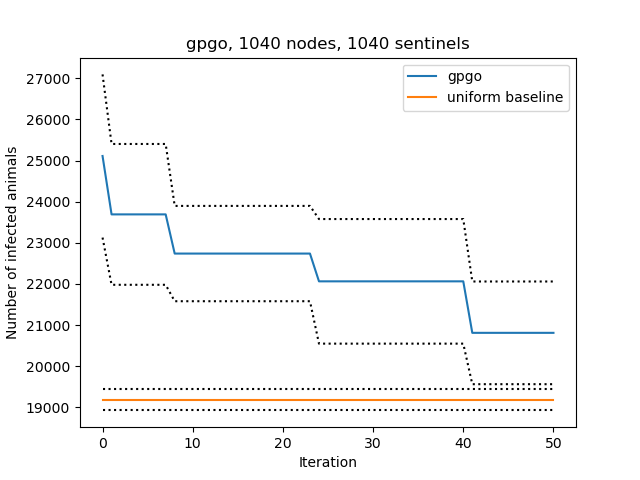 gpgo, 1040 nodes, 1040 sentinels
gpgo
uniform baseline
Number of infected animals
27000
26000
25000
24000
23000
22000
21000
20000
19000
0 10 20 30 40 50
Iteration